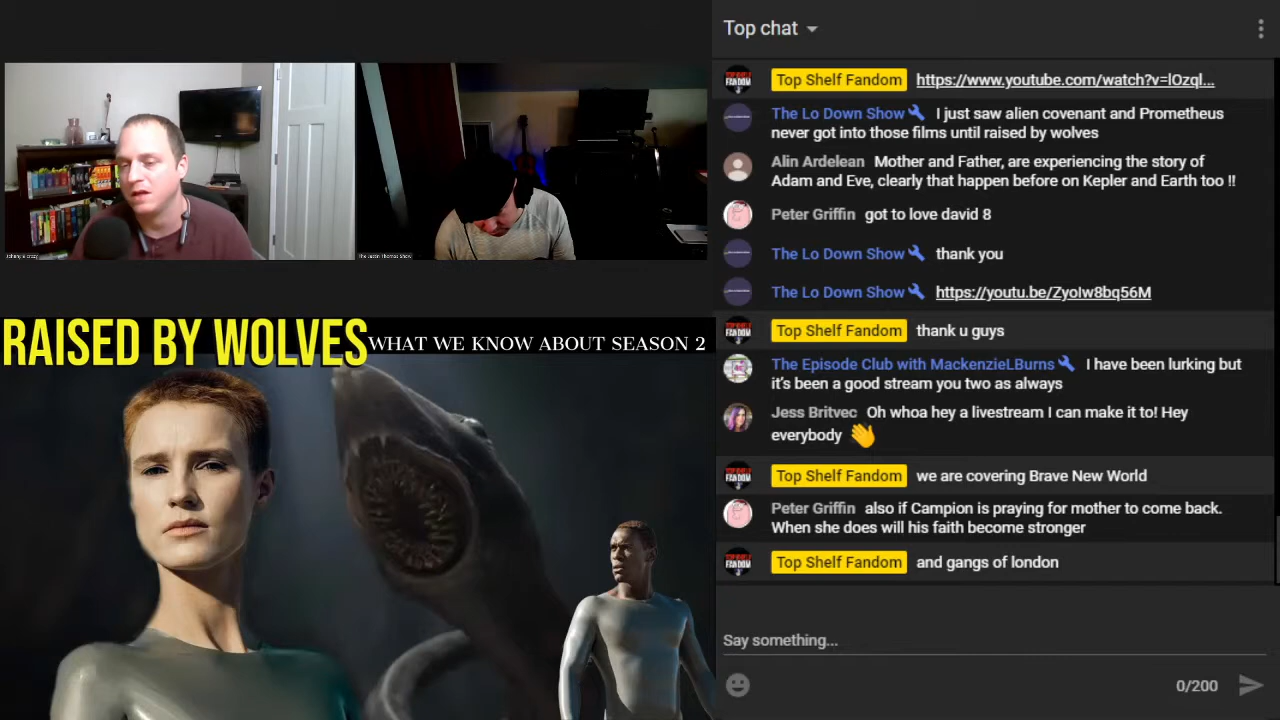 Top chat
Top Shelf Fandom https://www.youtube.com/watch?v=lOzql...
The Lo Down Show I just saw alien covenant and Prometheus
never got into those films until raised by wolves
Alin Ardelean Mother and Father, are experiencing the story of
Adam and Eve, clearly that happen before on Kepler and Earth too !!
Peter Griffin got to love david 8
The Lo Down Show thank you
The Lo Down Show https://youtu.be/ZyoIw8bq56M
Top Shelf Fandom thank u guys
The Episode Club with MackenzieLBurns I have been lurking but
it's been a good stream you two as always
Jess Britvec Oh whoa hey a livestream I can make it to! Hey
everybody
Top Shelf Fandom we are covering Brave New World
Peter Griffin also if Campion is praying for mother to come back.
When she does will his faith become stronger
Top Shelf Fandom and gangs of london
Say something...
0/200
The Justin Thomas Show
RAISED BY WOLVES WHAT WE KNOW ABOUT SEASON 2